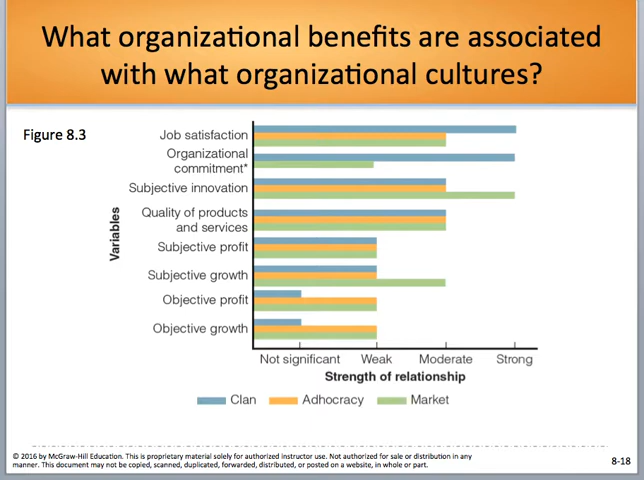 What organizational benefits are associated
with what organizational cultures?
Figure 8.3
Job satisfaction
Organizational
commitment*
Subjective innovation
Quality of products
and services
Subjective profit
Subjective growth
Objective profit
Objective growth
Variables
Not significant Weak Moderate Strong
Strength of relationship
Clan Adhocracy Market
© 2016 by McGraw-Hill Education. This is proprietary material solely for authorized instructor use. Not authorized for sale or distribution in any
manner. This document may not be copied, scanned, duplicated, forwarded, distributed, or posted on a website, in whole or part.
8-18